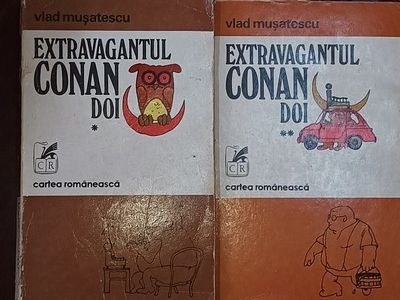 vlad mușatescu
EXTRAVAGANTUL
CONAN
DOI
*
CR
cartea românească
vlad mușatescu
EXTRAVAGANTUL
CONAN
DOI
**
CR
cartea românească